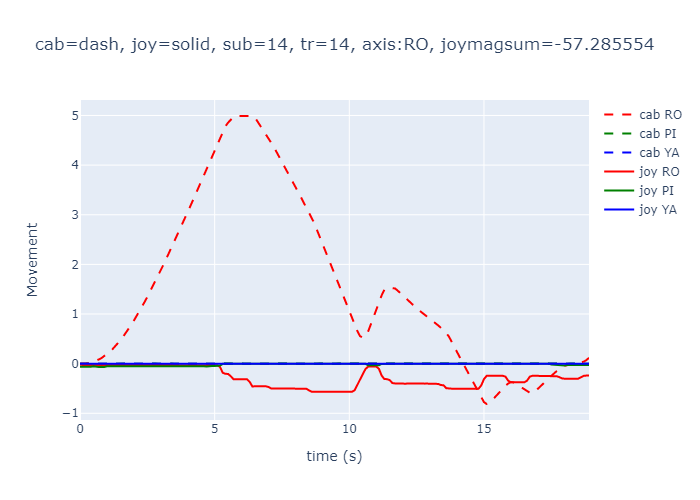 cab=dash, joy=solid, sub=14, tr=14, axis:RO, joymagsum=-57.285554
cab RO
cab PI
cab YA
joy RO
joy PI
joy YA
Movement
5
4
3
2
1
0
−1
0 5 10 15
time (s)